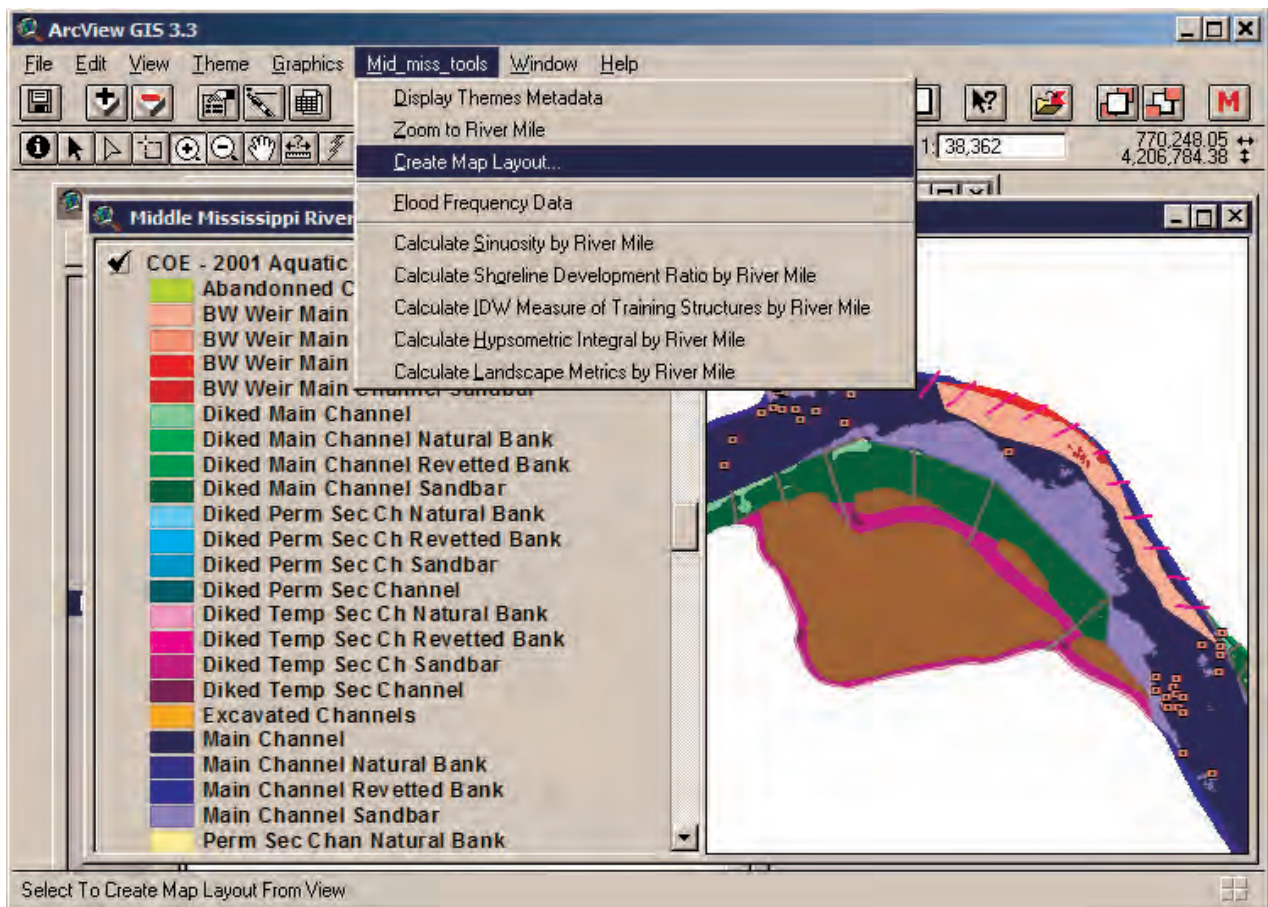 ArcView GIS 3.3
File Edit View Theme Graphics Mid_miss_tools Window Help
Display Themes Metadata
Zoom to River Mile
Create Map Layout...
Flood Frequency Data
Calculate Sinuosity by River Mile
Calculate Shoreline Development Ratio by River Mile
Calculate IDW Measure of Training Structures by River Mile
Calculate Hypsometric Integral by River Mile
Calculate Landscape Metrics by River Mile
M
1: 38,362
770,248.05
4,206,784.38
Middle Mississippi River
COE - 2001 Aquatic
Abandonned
BW Weir Main
BW Weir Main
BW Weir Main
BW Weir Main Channel Sandbar
Diked Main Channel
Diked Main Channel Natural Bank
Diked Main Channel Revetted Bank
Diked Main Channel Sandbar
Diked Perm Sec Ch Natural Bank
Diked Perm Sec Ch Revetted Bank
Diked Perm Sec Ch Sandbar
Diked Perm Sec Channel
Diked Temp Sec Ch Natural Bank
Diked Temp Sec Ch Revetted Bank
Diked Temp Sec Ch Sandbar
Diked Temp Sec Channel
Excavated Channels
Main Channel
Main Channel Natural Bank
Main Channel Revetted Bank
Main Channel Sandbar
Perm Sec Chan Natural Bank
Select To Create Map Layout From View